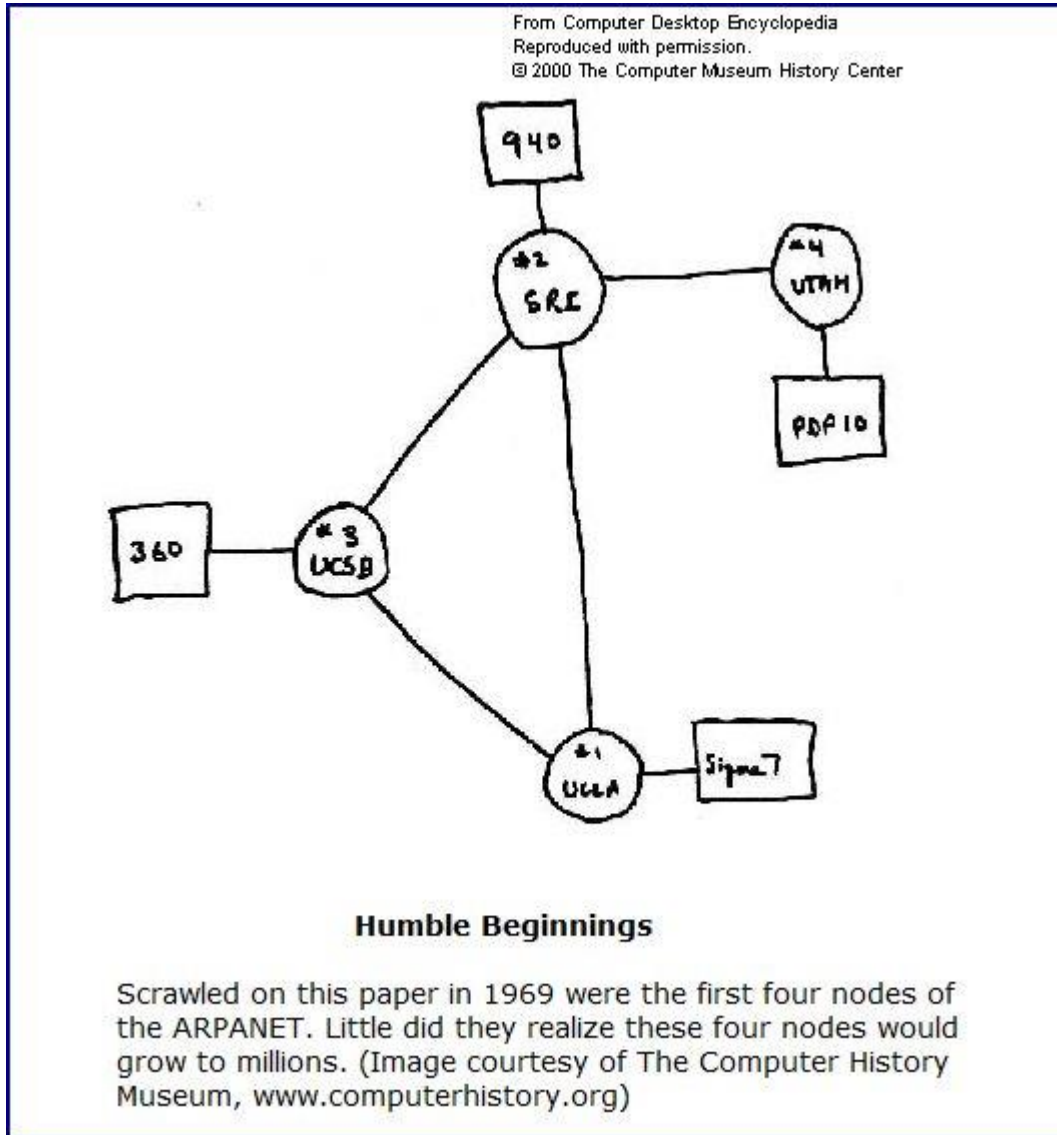 From Computer Desktop Encyclopedia
Reproduced with permission.
© 2000 The Computer Museum History Center
940
#2
SRI
#4
UTAH
PDP 10
360
#3
UCSB
#1
UCLA
Sigma 7
Humble Beginnings
Scrawled on this paper in 1969 were the first four nodes of
the ARPANET. Little did they realize these four nodes would
grow to millions. (Image courtesy of The Computer History
Museum, www.computerhistory.org)